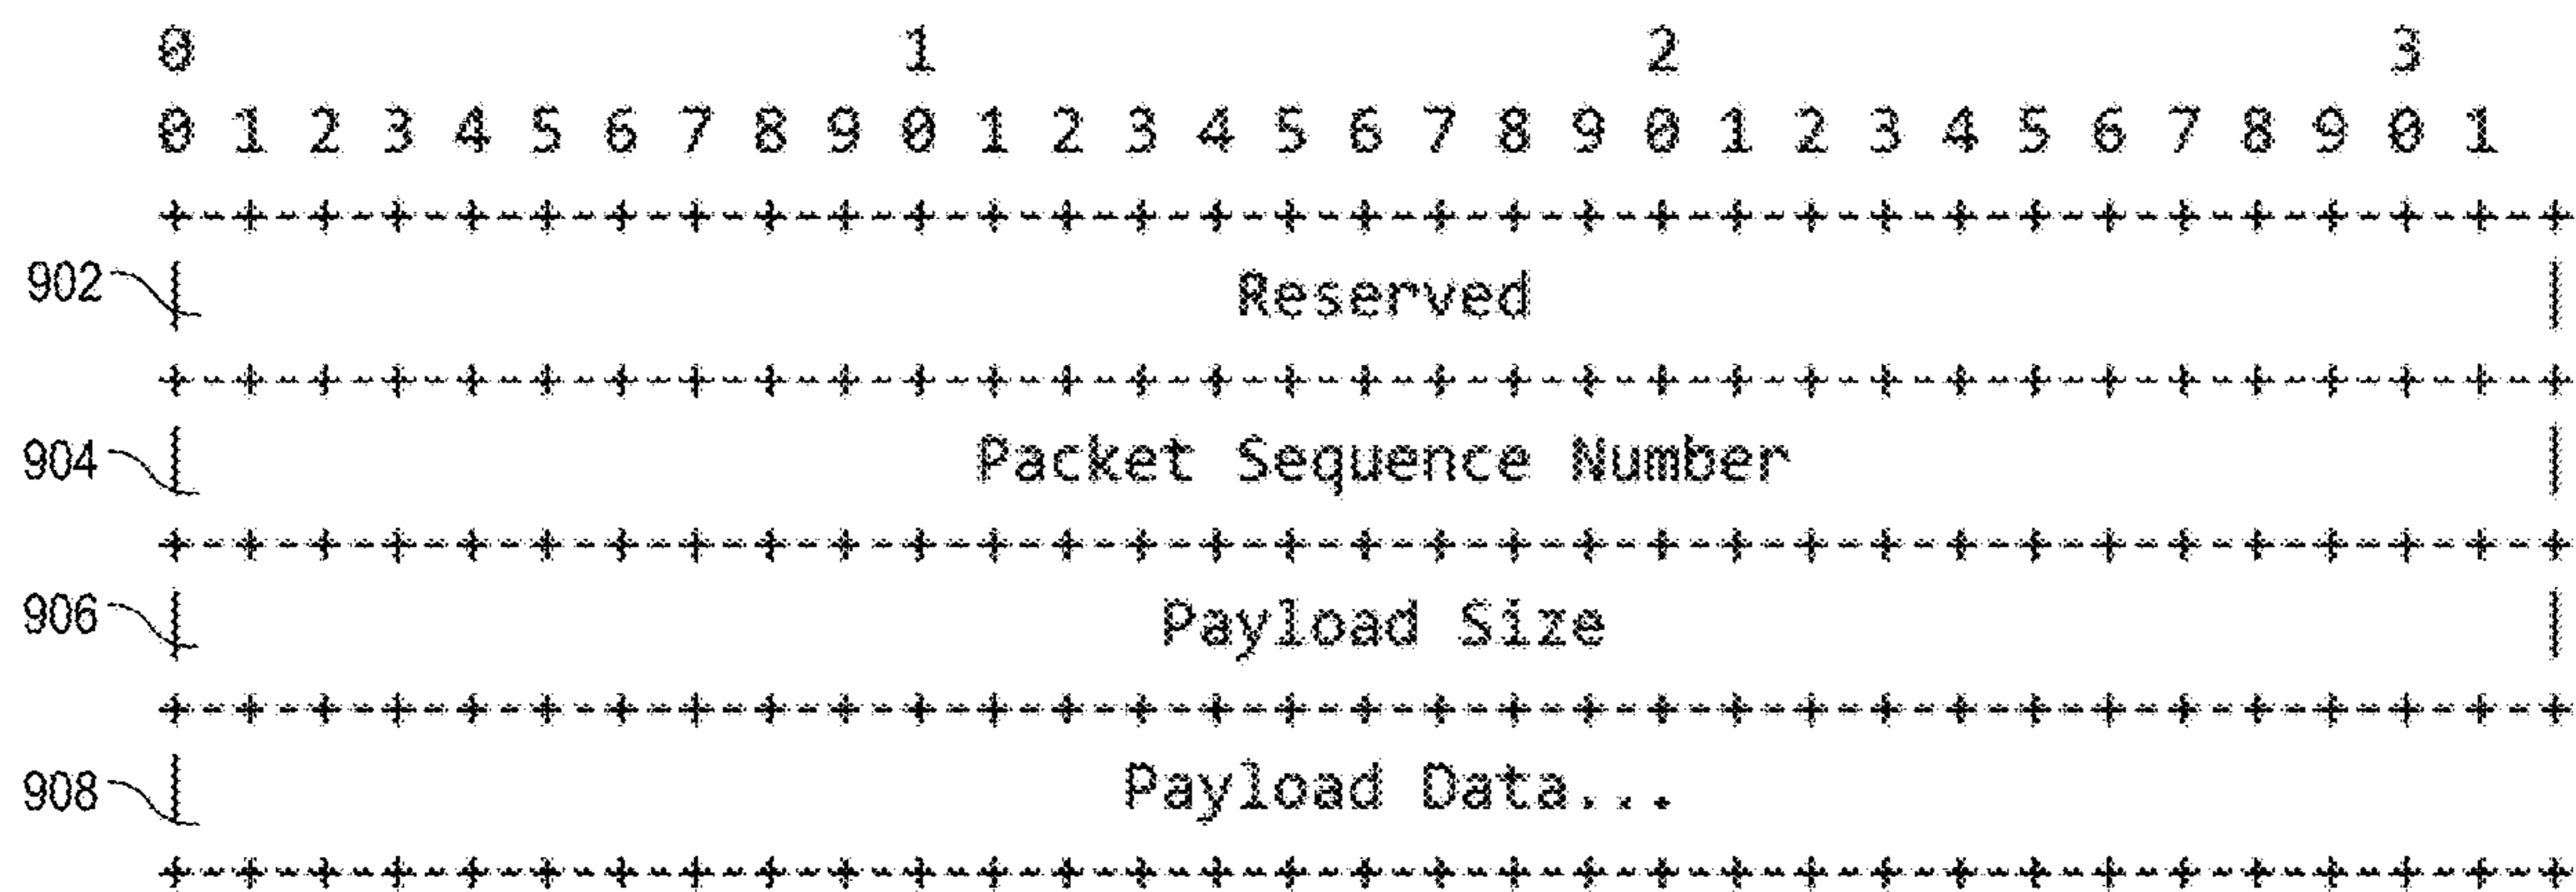 0 1 2 3
0 1 2 3 4 5 6 7 8 9 0 1 2 3 4 5 6 7 8 9 0 1 2 3 4 5 6 7 8 9 0 1
+-+-+-+-+-+-+-+-+-+-+-+-+-+-+-+-+-+-+-+-+-+-+-+-+-+-+-+-+-+-+-+-+
902 | Reserved |
+-+-+-+-+-+-+-+-+-+-+-+-+-+-+-+-+-+-+-+-+-+-+-+-+-+-+-+-+-+-+-+-+
904 | Packet Sequence Number |
+-+-+-+-+-+-+-+-+-+-+-+-+-+-+-+-+-+-+-+-+-+-+-+-+-+-+-+-+-+-+-+-+
906 | Payload Size |
+-+-+-+-+-+-+-+-+-+-+-+-+-+-+-+-+-+-+-+-+-+-+-+-+-+-+-+-+-+-+-+-+
908 | Payload Data...
+-+-+-+-+-+-+-+-+-+-+-+-+-+-+-+-+-+-+-+-+-+-+-+-+-+-+-+-+-+-+-+-+